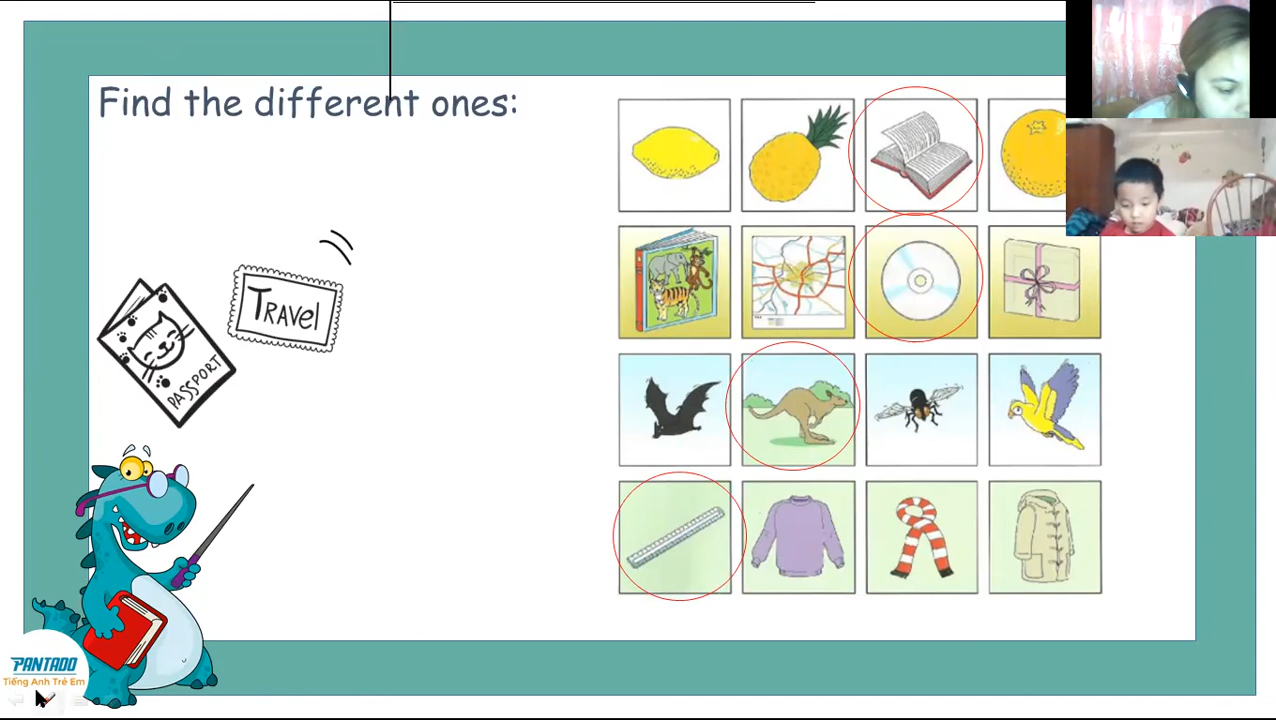 Find the different ones:
TRAVEL
PASSPORT
PANTADO
Tiếng Anh Trẻ Em